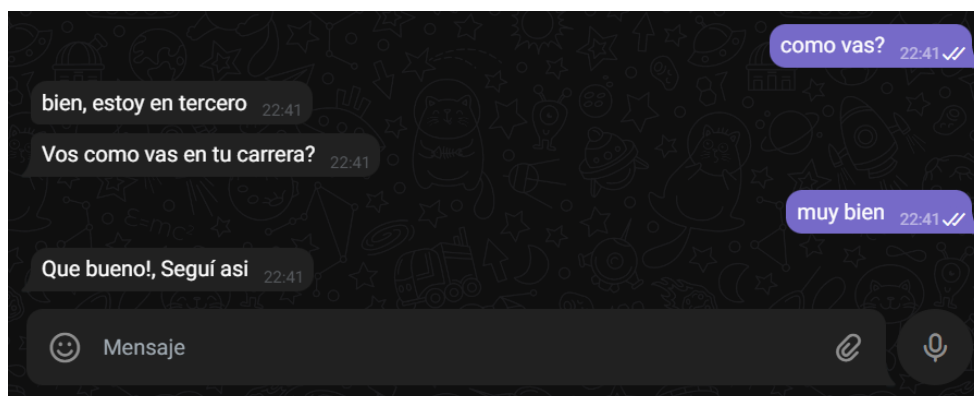 como vas? 22:41
bien, estoy en tercero 22:41
Vos como vas en tu carrera? 22:41
muy bien 22:41
Que bueno!, Seguí asi 22:41
Mensaje